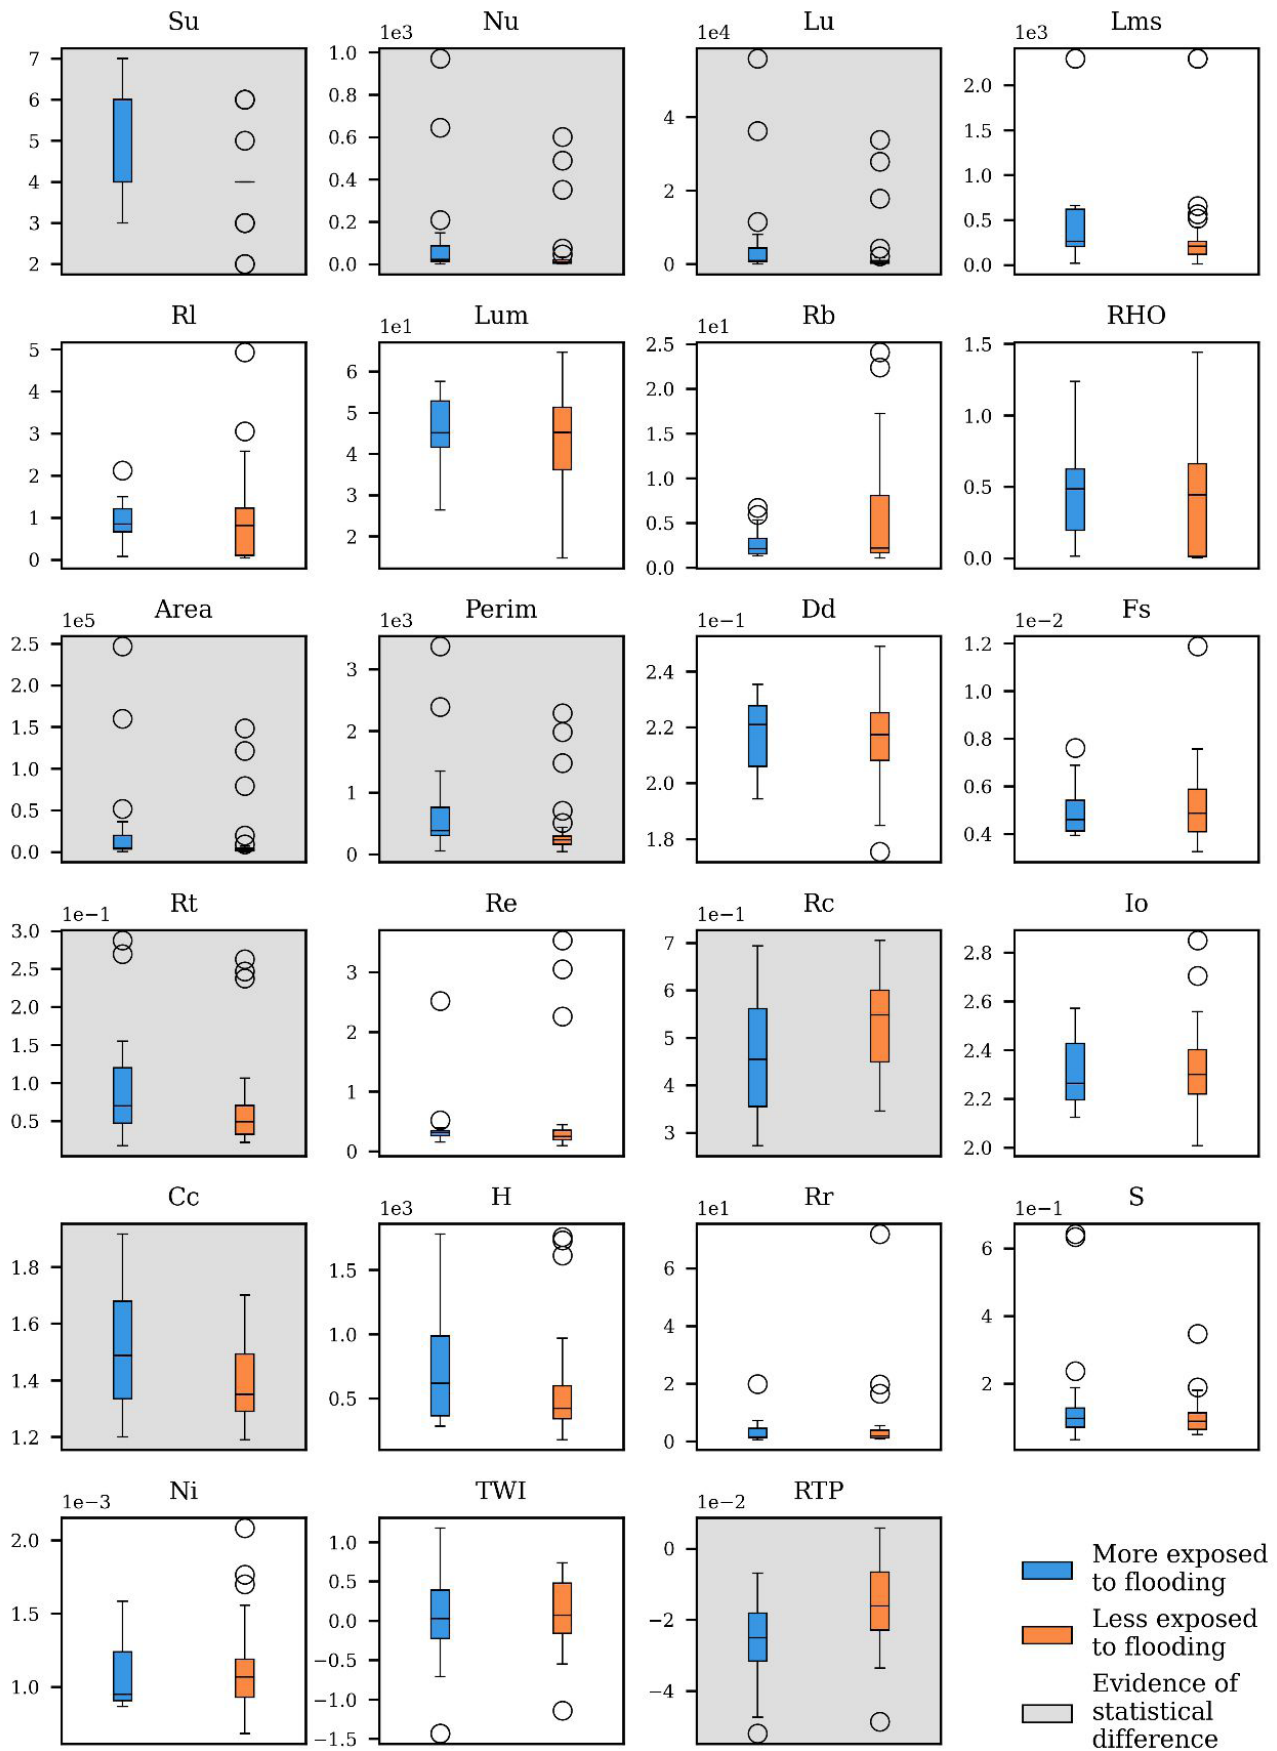 Su
Nu
Lu
Lms
1e3
1e4
1e3
7
6
5
4
3
2
1.0
0.8
0.6
0.4
0.2
0.0
4
2
0
2.0
1.5
1.0
0.5
0.0
Rl
Lum
Rb
RHO
1e1
1e1
5
4
3
2
1
0
6
5
4
3
2
2.5
2.0
1.5
1.0
0.5
0.0
1.5
1.0
0.5
0.0
Area
Perim
Dd
Fs
1e5
1e3
1e−1
1e−2
2.5
2.0
1.5
1.0
0.5
0.0
3
2
1
0
2.4
2.2
2.0
1.8
1.2
1.0
0.8
0.6
0.4
Rt
Re
Rc
Io
1e−1
1e−1
3.0
2.5
2.0
1.5
1.0
0.5
3
2
1
0
7
6
5
4
3
2.8
2.6
2.4
2.2
2.0
Cc
H
Rr
S
1e3
1e1
1e−1
1.8
1.6
1.4
1.2
1.5
1.0
0.5
6
4
2
0
6
4
2
Ni
TWI
RTP
1e−3
1e−2
2.0
1.5
1.0
1.0
0.5
0.0
−0.5
−1.0
−1.5
0
−2
−4
More exposed
to flooding
Less exposed
to flooding
Evidence of
statistical
difference